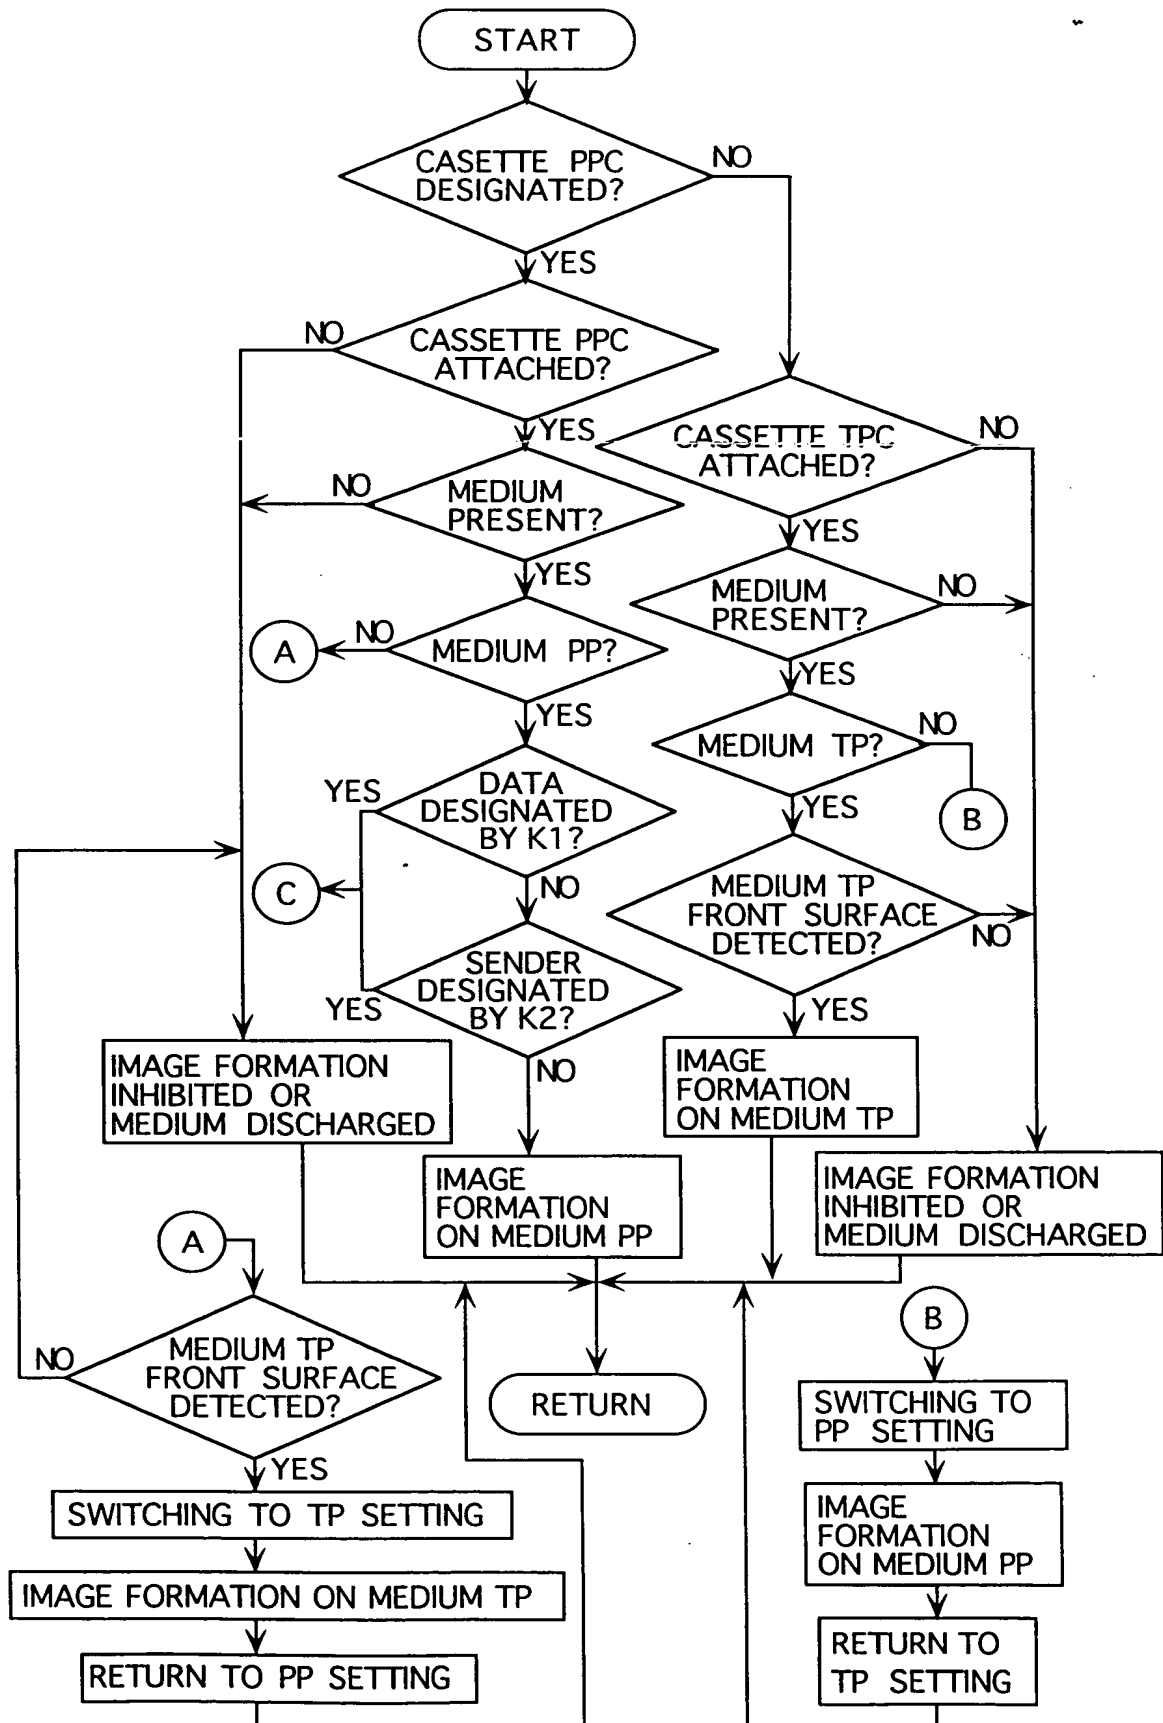 START
CASETTE PPC
DESIGNATED?
NO
YES
NO
CASSETTE PPC
ATTACHED?
YES
CASSETTE TPC
ATTACHED?
NO
NO
MEDIUM
PRESENT?
YES
YES
MEDIUM
PRESENT?
NO
A
NO
MEDIUM PP?
YES
YES
MEDIUM TP?
NO
B
YES
YES
DATA
DESIGNATED
BY K1?
C
NO
MEDIUM TP
FRONT SURFACE
DETECTED?
NO
YES
SENDER
DESIGNATED
BY K2?
YES
NO
IMAGE FORMATION
INHIBITED OR
MEDIUM DISCHARGED
IMAGE
FORMATION
ON MEDIUM TP
IMAGE
FORMATION
ON MEDIUM PP
IMAGE FORMATION
INHIBITED OR
MEDIUM DISCHARGED
A
B
NO
MEDIUM TP
FRONT SURFACE
DETECTED?
YES
RETURN
SWITCHING TO
PP SETTING
SWITCHING TO TP SETTING
IMAGE
FORMATION
ON MEDIUM PP
IMAGE FORMATION ON MEDIUM TP
RETURN TO PP SETTING
RETURN TO
TP SETTING